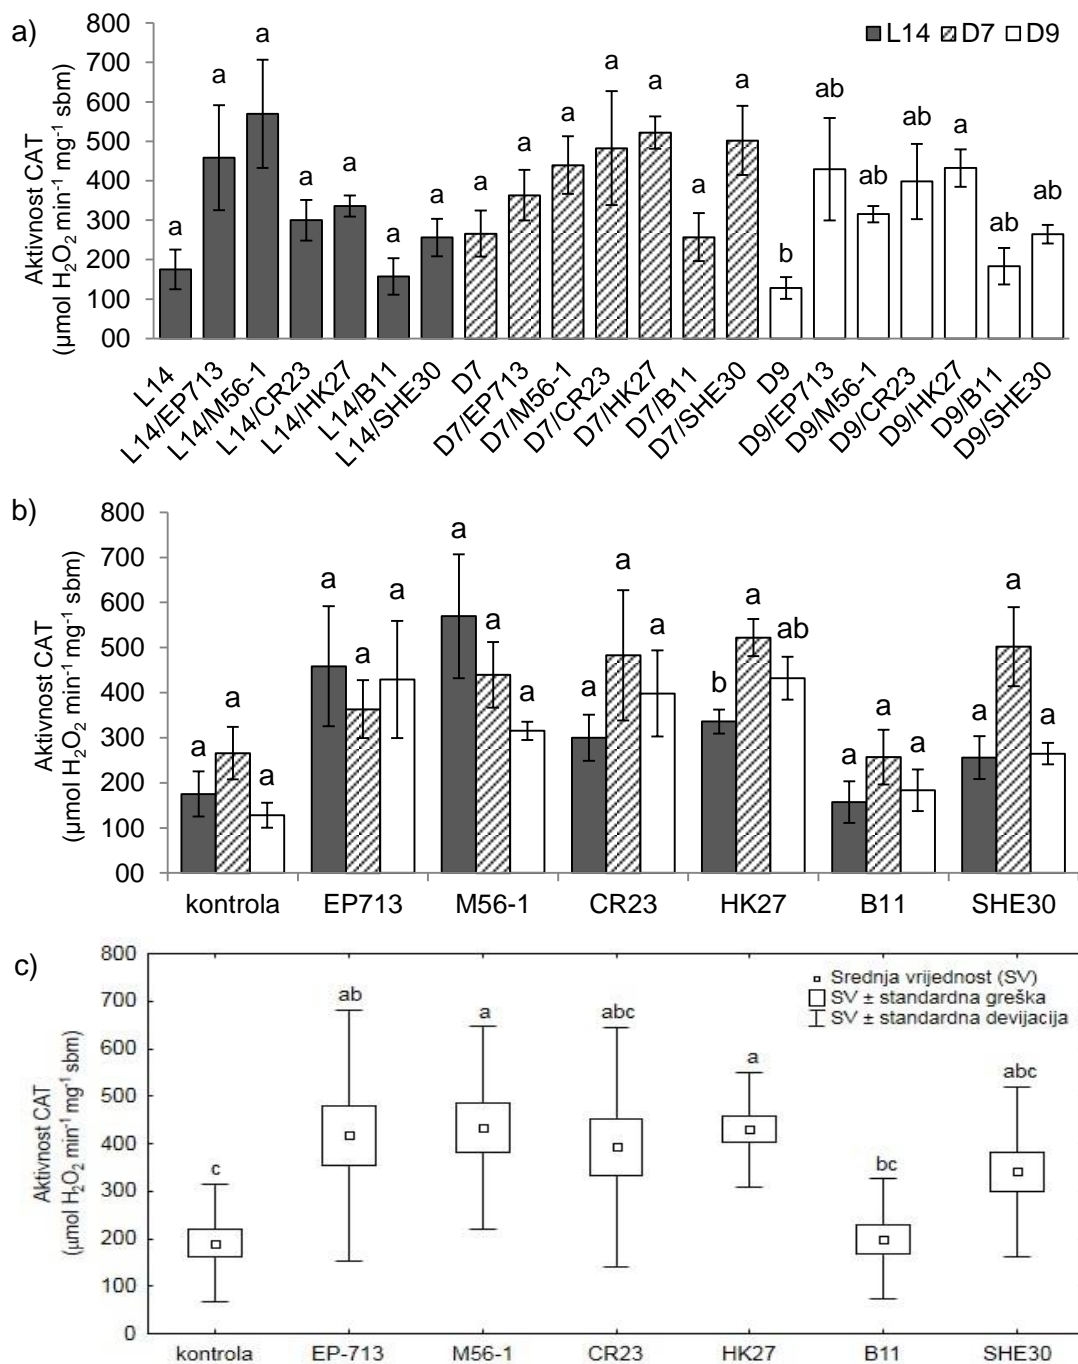 a)
800
700
600
500
400
300
200
100
00
Aktivnost CAT
(µmol H₂O₂ min⁻¹ mg⁻¹ sbm)
L14 D7 D9
a a a a a a a a a a a a a a b ab ab ab a ab ab
L14
L14/EP713
L14/M56-1
L14/CR23
L14/HK27
L14/B11
L14/SHE30
D7
D7/EP713
D7/M56-1
D7/CR23
D7/HK27
D7/B11
D7/SHE30
D9
D9/EP713
D9/M56-1
D9/CR23
D9/HK27
D9/B11
D9/SHE30
b)
800
700
600
500
400
300
200
100
00
Aktivnost CAT
(µmol H₂O₂ min⁻¹ mg⁻¹ sbm)
a a a a a a a a a a a a b a ab a a a a a a
kontrola EP713 M56-1 CR23 HK27 B11 SHE30
c)
800
700
600
500
400
300
200
100
0
Aktivnost CAT
(µmol H₂O₂ min⁻¹ mg⁻¹ sbm)
Srednja vrijednost (SV)
SV ± standardna greška
SV ± standardna devijacija
c ab a abc a bc abc
kontrola EP-713 M56-1 CR23 HK27 B11 SHE30